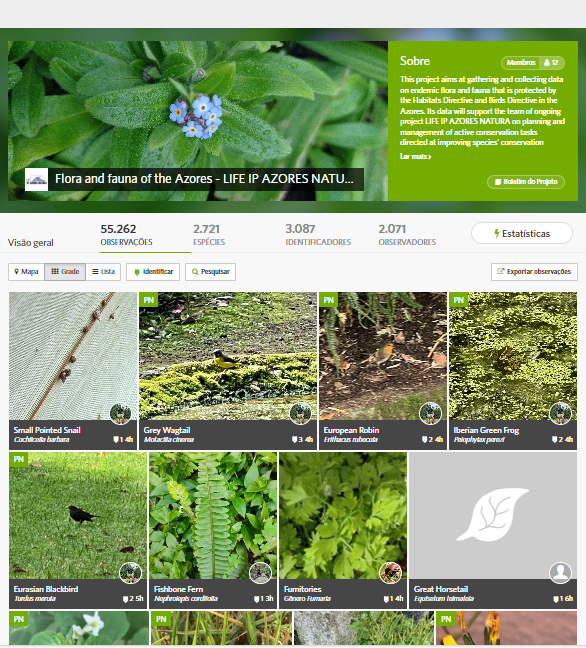 Sobre
Membros 12
This project aims at gathering and collecting data
on endemic flora and fauna that is protected by
the Habitats Directive and Birds Directive in the
Azores. Its data will support the team of ongoing
project LIFE IP AZORES NATURA on planning and
management of active conservation tasks
directed at improving species' conservation
Ler mais ›
Flora and fauna of the Azores - LIFE IP AZORES NATU...
Boletim do Projeto
Visão geral
55.262
OBSERVAÇÕES
2.721
ESPÉCIES
3.087
IDENTIFICADORES
2.071
OBSERVADORES
Estatísticas
Mapa Grade Lista Identificar Pesquisar Exportar observações
PN PN PN
Small Pointed Snail
Cochlicella barbara
1 4h
Grey Wagtail
Motacilla cinerea
3 4h
European Robin
Erithacus rubecula
2 4h
Iberian Green Frog
Pelophylax perezi
2 4h
PN
Eurasian Blackbird
Turdus merula
2 5h
Fishbone Fern
Nephrolepis cordifolia
1 3h
Fumitories
Gênero Fumaria
1 4h
Great Horsetail
Equisetum telmateia
1 6h
PN PN PN